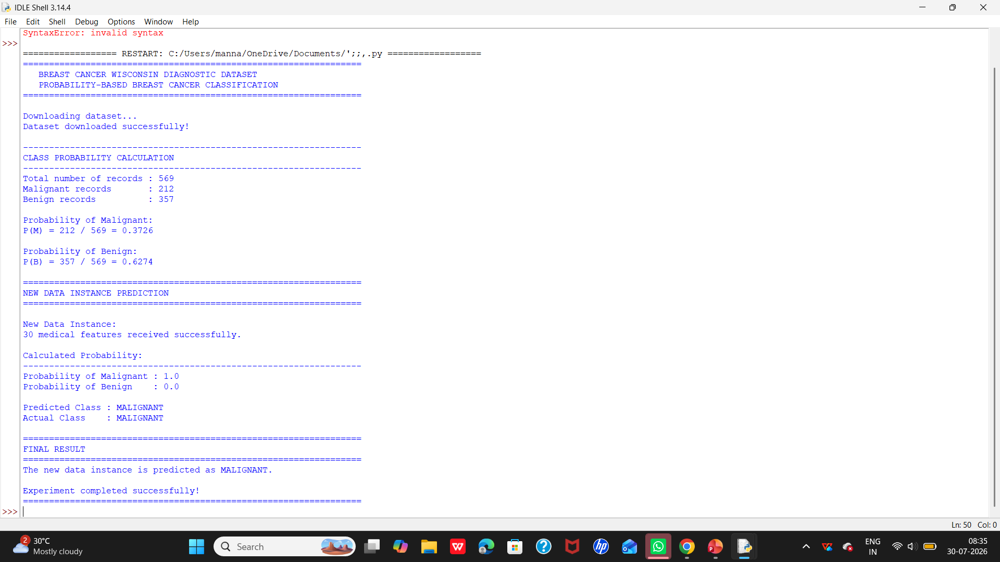 IDLE Shell 3.14.4
File Edit Shell Debug Options Window Help
SyntaxError: invalid syntax
>>>
================== RESTART: C:/Users/manna/OneDrive/Documents/';;,.py ==================
=================================================================
BREAST CANCER WISCONSIN DIAGNOSTIC DATASET
PROBABILITY-BASED BREAST CANCER CLASSIFICATION
=================================================================
Downloading dataset...
Dataset downloaded successfully!
-----------------------------------------------------------------
CLASS PROBABILITY CALCULATION
-----------------------------------------------------------------
Total number of records : 569
Malignant records : 212
Benign records : 357
Probability of Malignant:
P(M) = 212 / 569 = 0.3726
Probability of Benign:
P(B) = 357 / 569 = 0.6274
=================================================================
NEW DATA INSTANCE PREDICTION
=================================================================
New Data Instance:
30 medical features received successfully.
Calculated Probability:
-----------------------------------------------------------------
Probability of Malignant : 1.0
Probability of Benign : 0.0
Predicted Class : MALIGNANT
Actual Class : MALIGNANT
=================================================================
FINAL RESULT
=================================================================
The new data instance is predicted as MALIGNANT.
Experiment completed successfully!
=================================================================
>>>
Ln: 50 Col: 0
2
30°C
Mostly cloudy
Search
W
hp
P
ENG
IN
08:35
30-07-2026